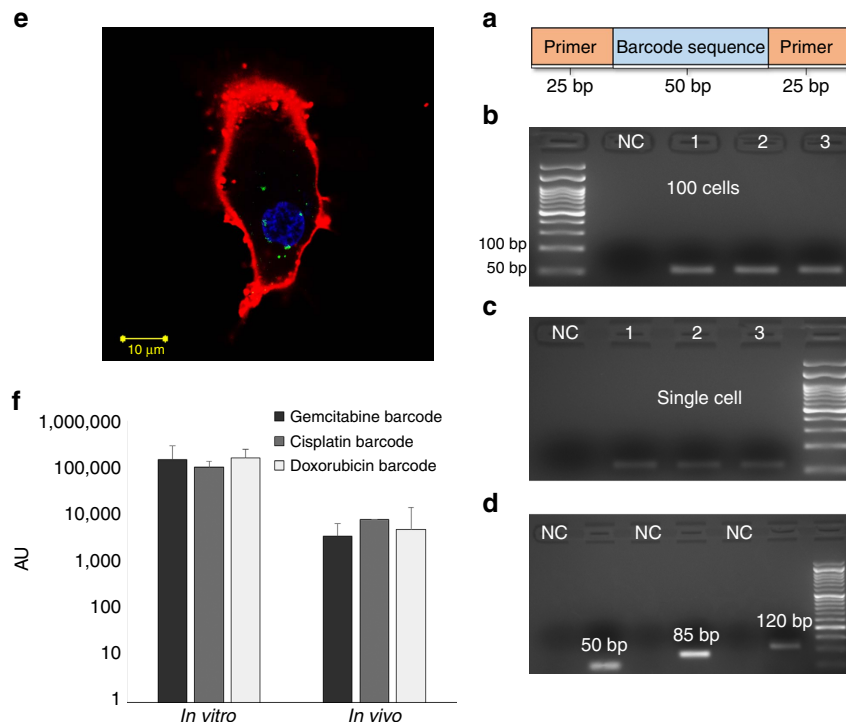 e
10 μm
f
1,000,000
100,000
10,000
1,000
100
10
1
AU
Gemcitabine barcode
Cisplatin barcode
Doxorubicin barcode
In vitro
In vivo
a
Primer
Barcode sequence
Primer
25 bp
50 bp
25 bp
b
NC
1
2
3
100 cells
100 bp
50 bp
c
NC
1
2
3
Single cell
d
NC
NC
NC
50 bp
85 bp
120 bp